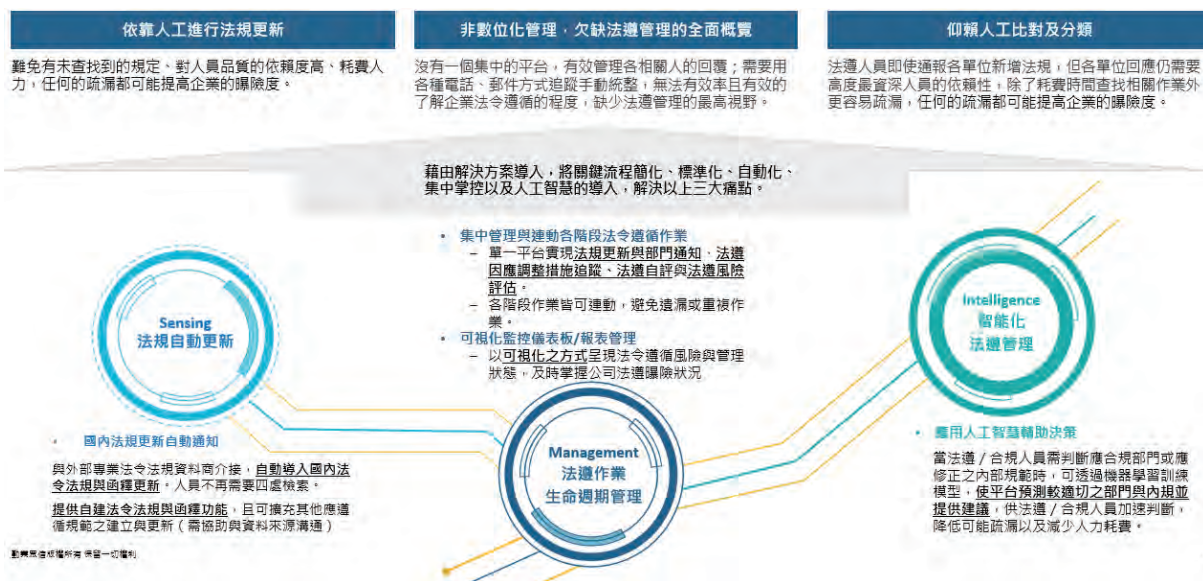 依靠人工進行法規更新
難免有未查找到的規定、對人員品質的依賴度高、耗費人
力，任何的疏漏都可能提高企業的曝險度。
非數位化管理，欠缺法遵管理的全面概覽
沒有一個集中的平台，有效管理各相關人的回覆；需要用
各種電話、郵件方式追蹤手動統整，無法有效率且有效的
了解企業法令遵循的程度，缺少法遵管理的最高視野。
仰賴人工比對及分類
法遵人員即使通報各單位新增法規，但各單位回應仍需要
高度最資深人員的依賴性，除了耗費時間查找相關作業外
更容易疏漏，任何的疏漏都可能提高企業的曝險度。
藉由解決方案導入，將關鍵流程簡化、標準化、自動化、
集中掌控以及人工智慧的導入，解決以上三大痛點。
Sensing
法規自動更新
• 國內法規更新自動通知
與外部專業法令法規資料商介接，自動導入國內法
令法規與函釋更新。人員不再需要四處檢索。
提供自建法令法規與函釋功能，且可擴充其他應遵
循規範之建立與更新（需協助與資料來源溝通）
• 集中管理與連動各階段法令遵循作業
– 單一平台實現法規更新與部門通知、法遵
因應調整措施追蹤、法遵自評與法遵風險
評估。
– 各階段作業皆可連動，避免遺漏或重複作
業。
• 可視化監控儀表板/報表管理
– 以可視化之方式呈現法令遵循風險與管理
狀態，及時掌握公司法遵曝險狀況
Management
法遵作業
生命週期管理
Intelligence
智能化
法遵管理
• 應用人工智慧輔助決策
當法遵 / 合規人員需判斷應合規部門或應
修正之內部規範時，可透過機器學習訓練
模型，使平台預測較適切之部門與內規並
提供建議，供法遵 / 合規人員加速判斷，
降低可能疏漏以及減少人力耗費。
勤業眾信版權所有 保留一切權利